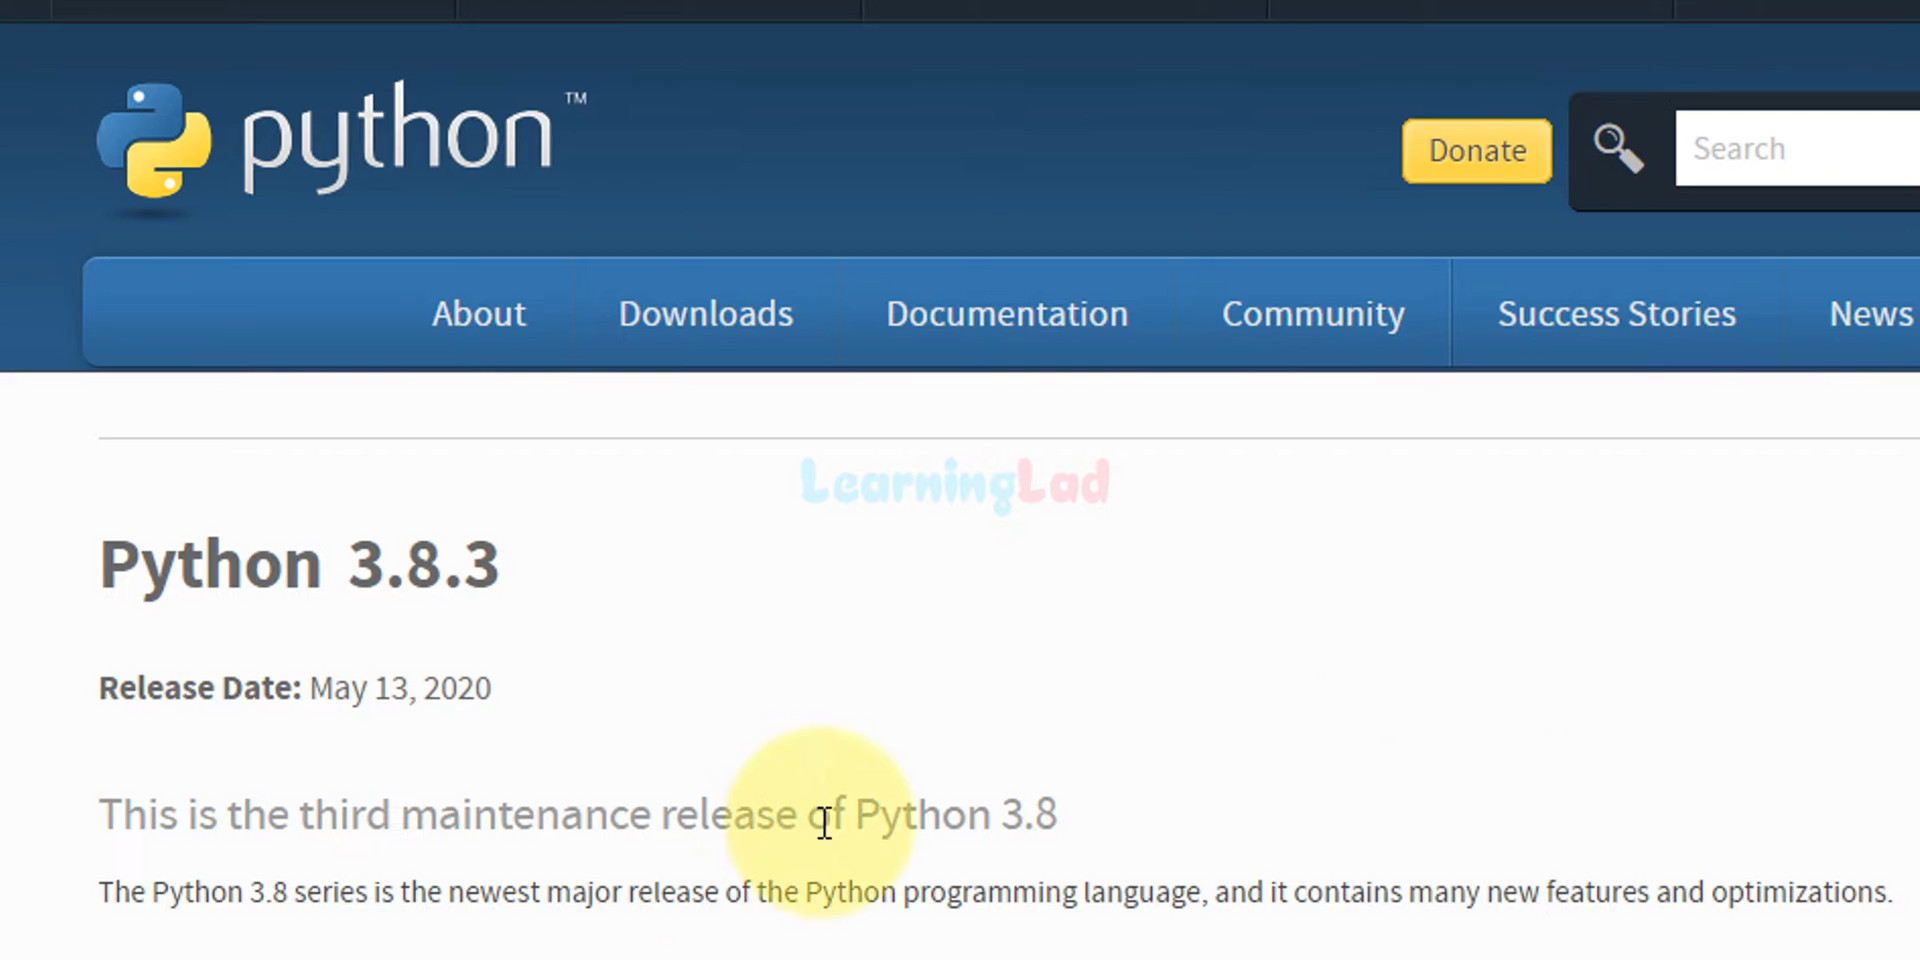 python™
Donate
Search
About Downloads Documentation Community Success Stories News
LearningLad
Python 3.8.3
Release Date: May 13, 2020
This is the third maintenance release of Python 3.8
The Python 3.8 series is the newest major release of the Python programming language, and it contains many new features and optimizations.